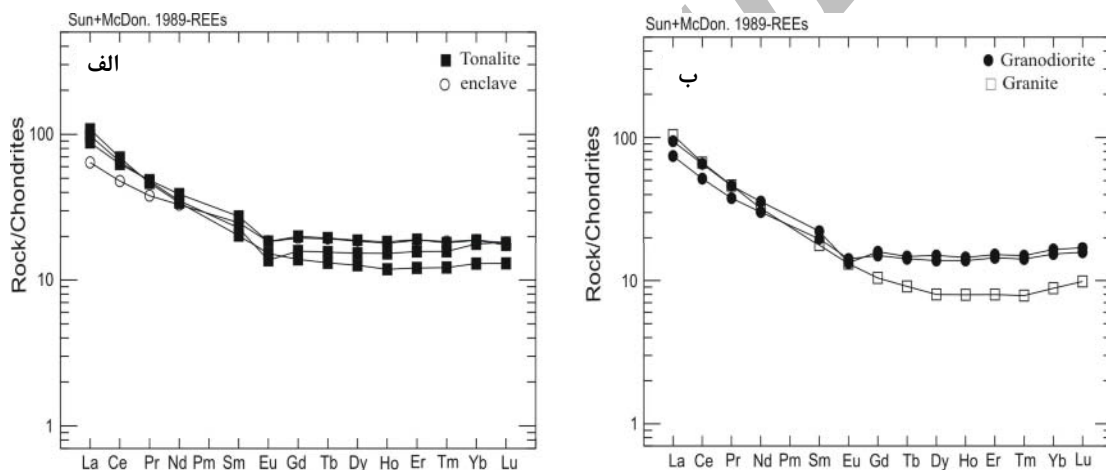 Sun+McDon. 1989-REEs
الف
Tonalite
enclave
Rock/Chondrites
100
10
1
La Ce Pr Nd Pm Sm Eu Gd Tb Dy Ho Er Tm Yb Lu
Sun+McDon. 1989-REEs
ب
Granodiorite
Granite
Rock/Chondrites
100
10
1
La Ce Pr Nd Pm Sm Eu Gd Tb Dy Ho Er Tm Yb Lu